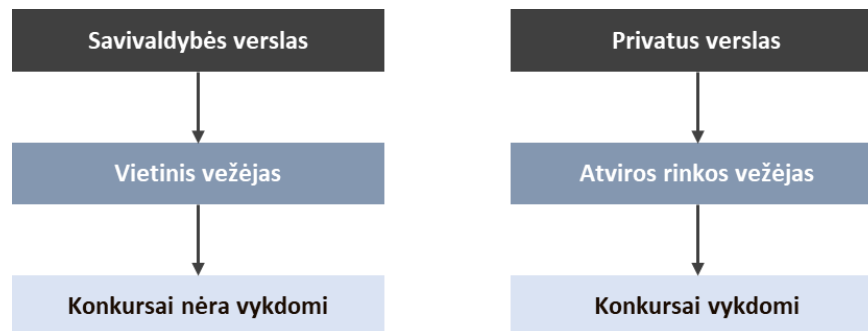 Savivaldybės verslas
Privatus verslas
Vietinis vežėjas
Atviros rinkos vežėjas
Konkursai nėra vykdomi
Konkursai vykdomi